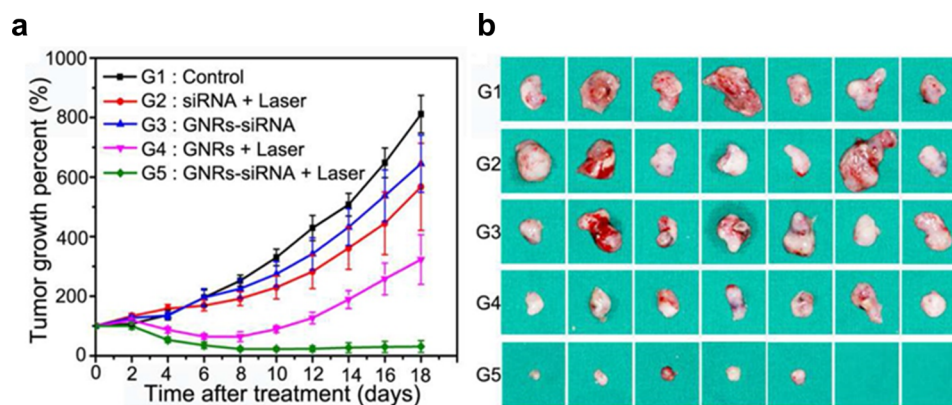 a
b
1000
800
600
400
200
0
Tumor growth percent (%)
G1 : Control
G2 : siRNA + Laser
G3 : GNRs-siRNA
G4 : GNRs + Laser
G5 : GNRs-siRNA + Laser
0 2 4 6 8 10 12 14 16 18
Time after treatment (days)
G1
G2
G3
G4
G5